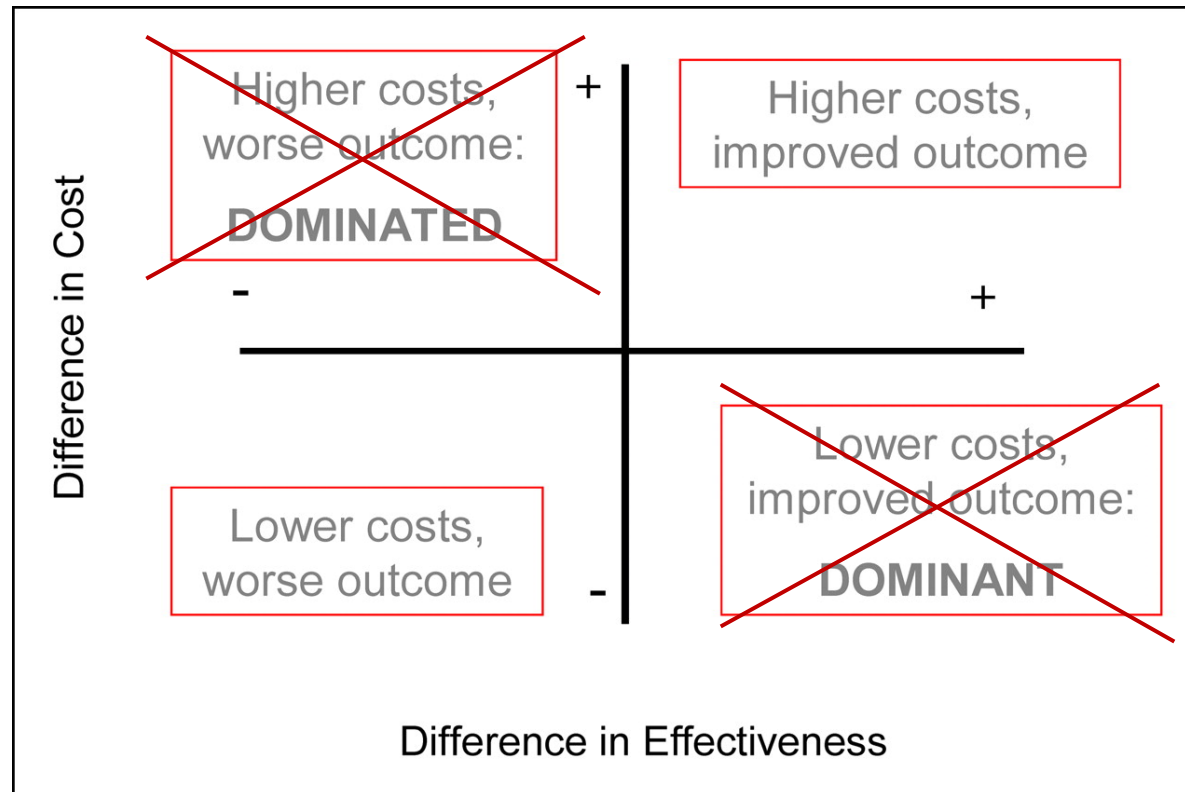 Higher costs,
worse outcome:
DOMINATED
+
Higher costs,
improved outcome
-
+
Difference in Cost
Lower costs,
worse outcome
-
Lower costs,
improved outcome:
DOMINANT
Difference in Effectiveness